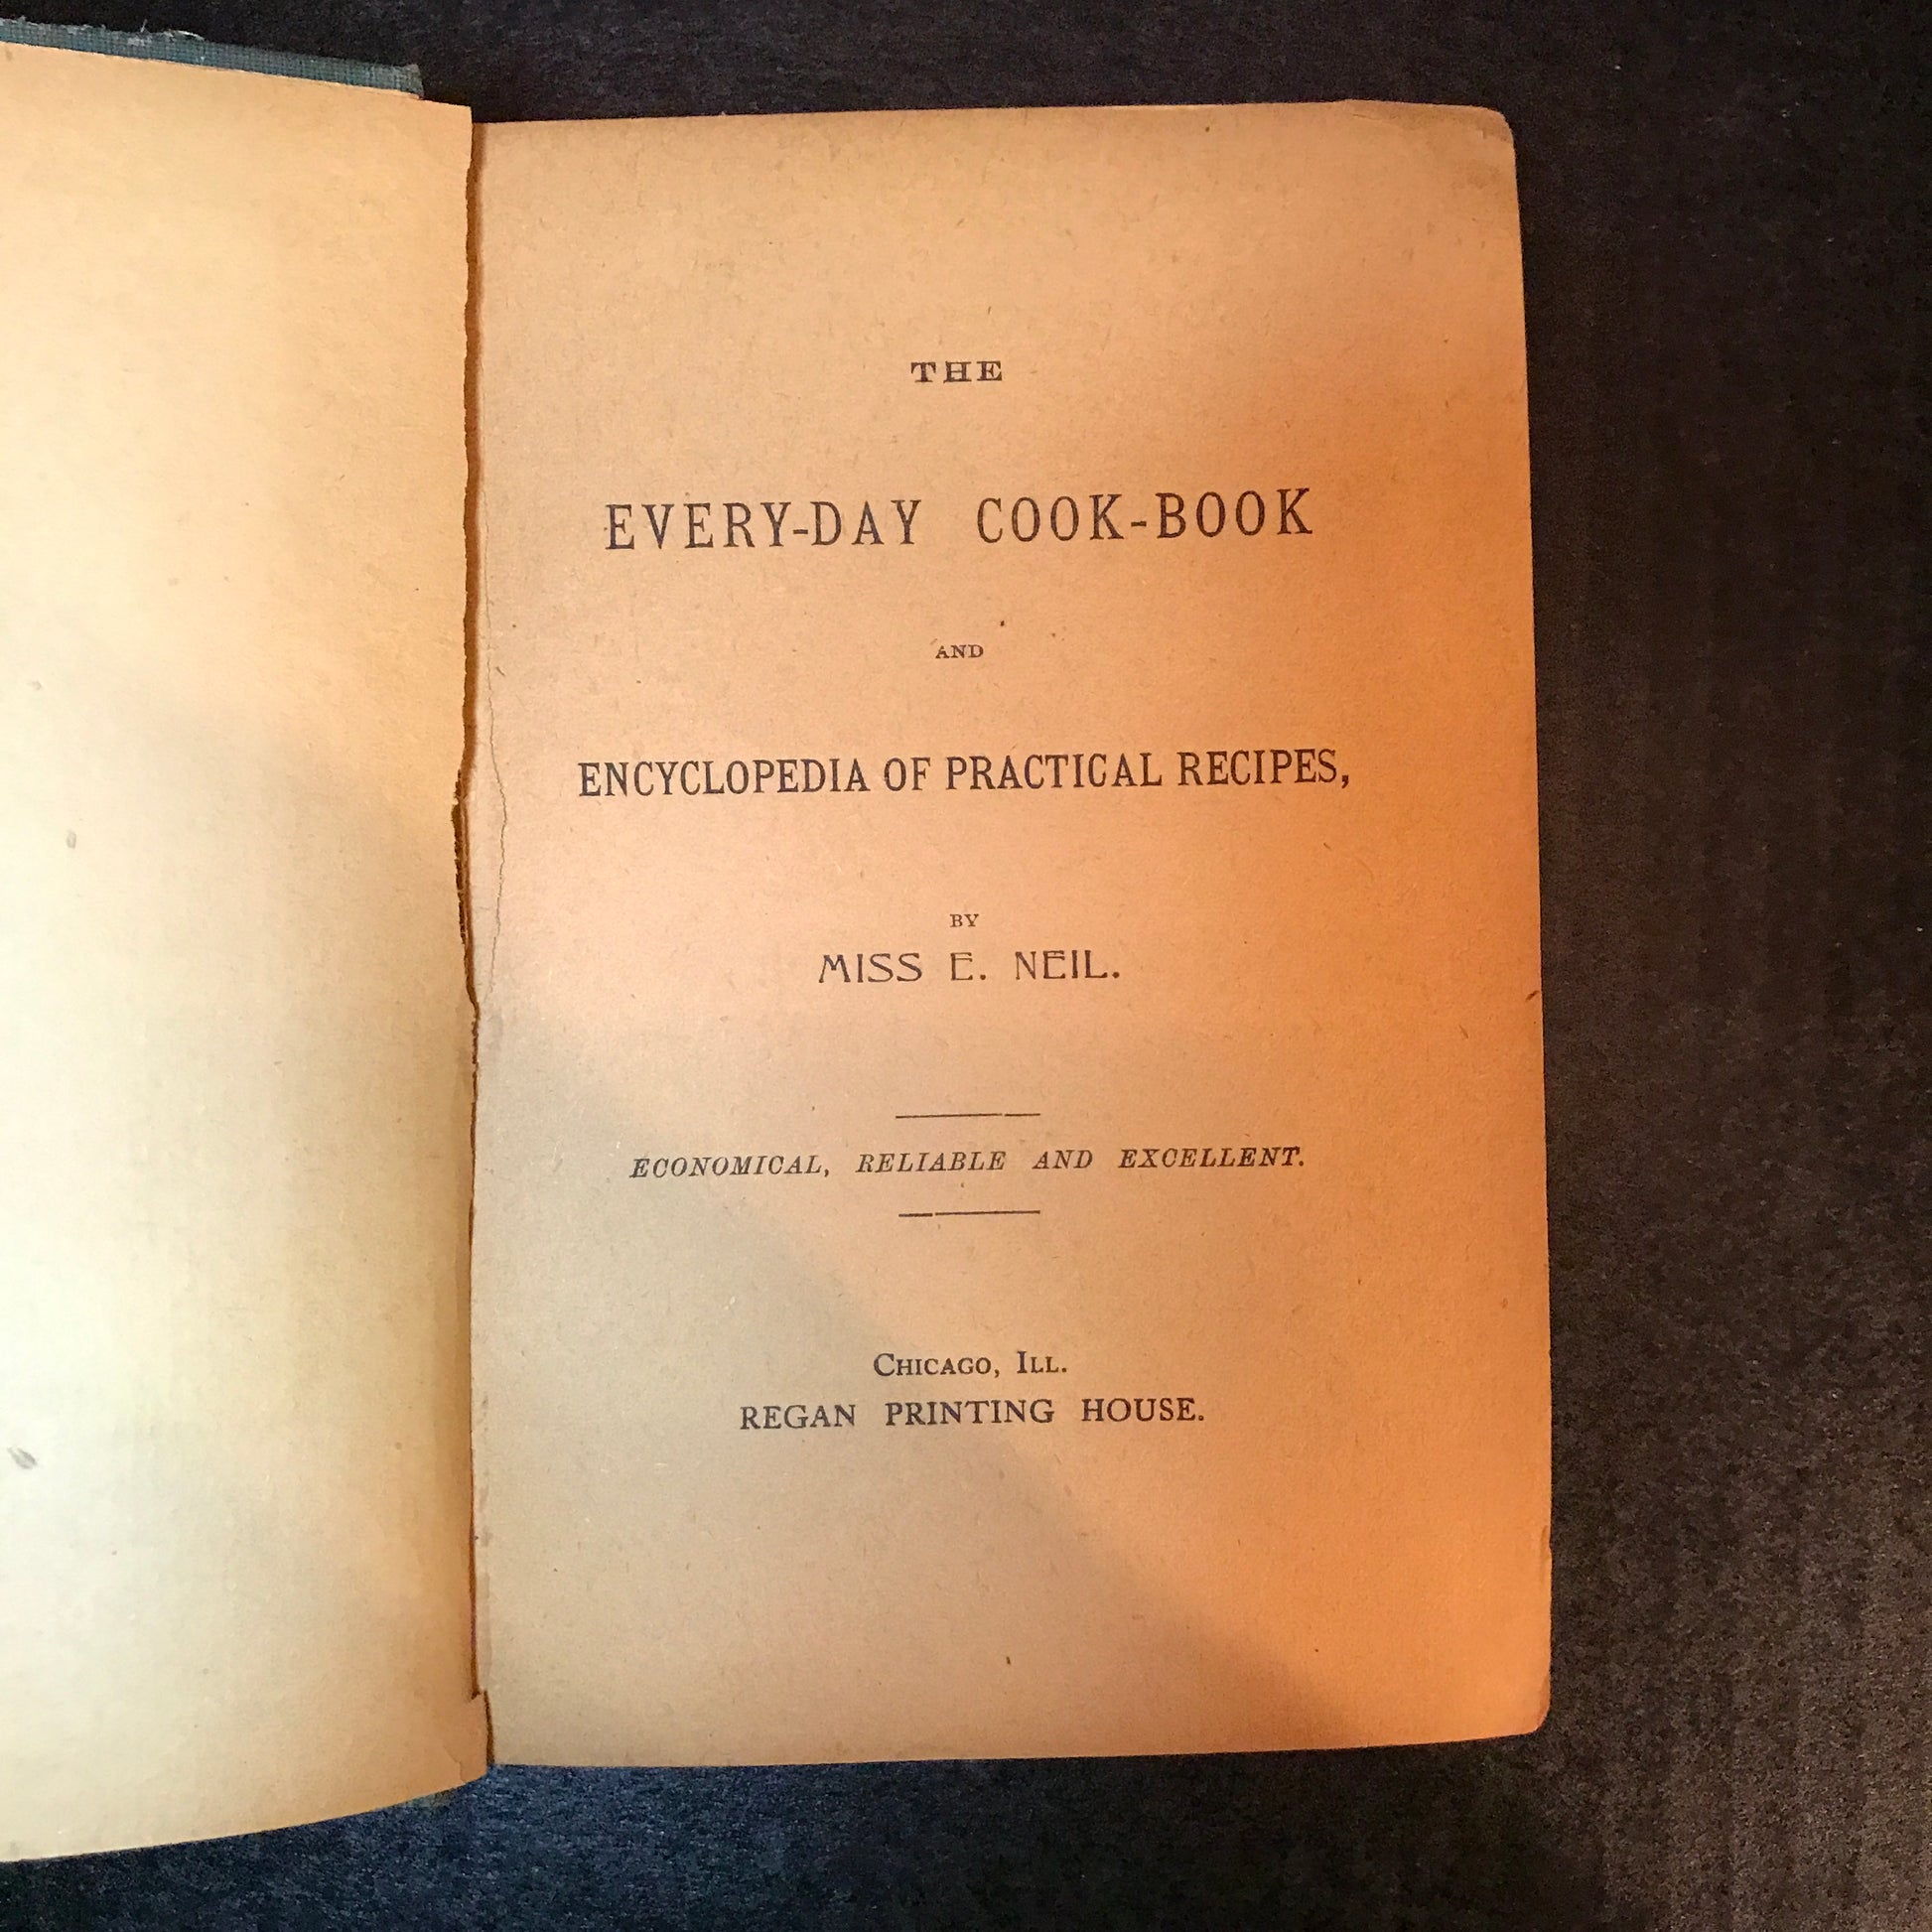 THE
EVERY-DAY COOK-BOOK
AND
ENCYCLOPEDIA OF PRACTICAL RECIPES,
BY
MISS E. NEIL.
ECONOMICAL, RELIABLE AND EXCELLENT.
CHICAGO, ILL.
REGAN PRINTING HOUSE.